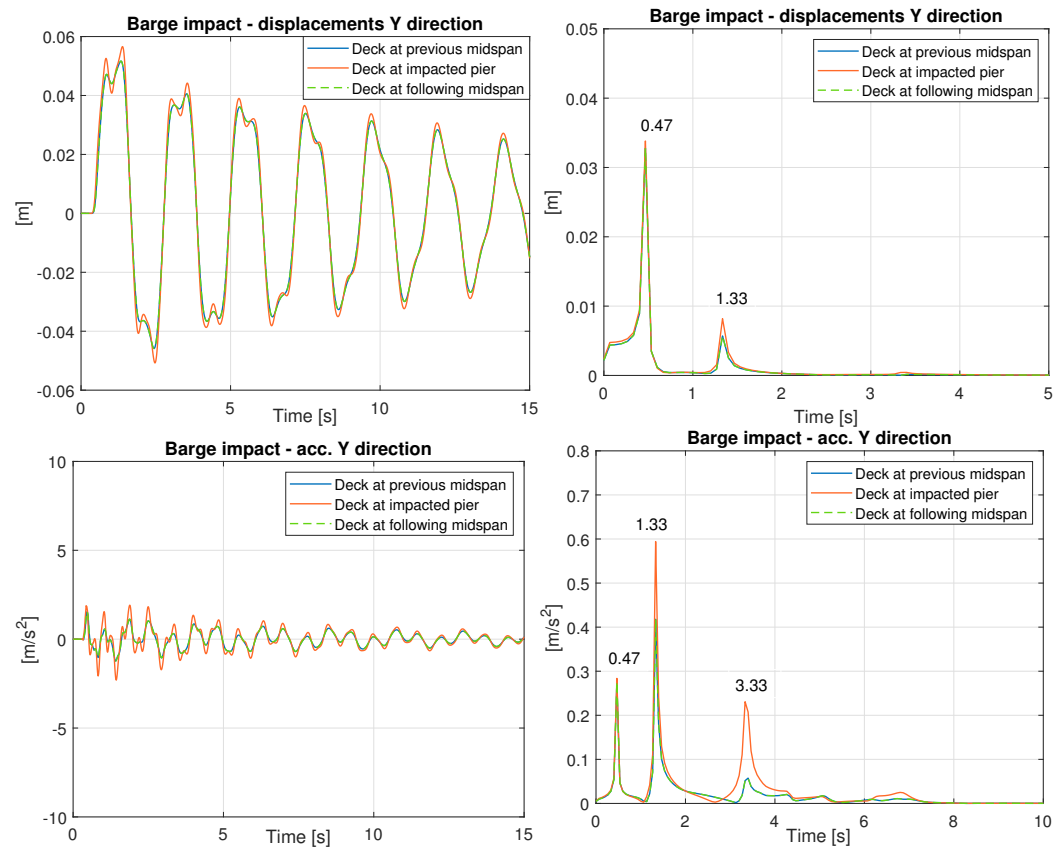 Barge impact - displacements Y direction
0.06
0.04
0.02
0
-0.02
-0.04
-0.06
[m]
Deck at previous midspan
Deck at impacted pier
Deck at following midspan
0
5
10
15
Time [s]
Barge impact - displacements Y direction
0.05
0.04
0.03
0.02
0.01
0
[m]
Deck at previous midspan
Deck at impacted pier
Deck at following midspan
0.47
1.33
0
1
2
3
4
5
Time [s]
Barge impact - acc. Y direction
10
5
0
-5
-10
[m/s²]
Deck at previous midspan
Deck at impacted pier
Deck at following midspan
0
5
10
15
Time [s]
Barge impact - acc. Y direction
0.8
0.7
0.6
0.5
0.4
0.3
0.2
0.1
0
[m/s²]
Deck at previous midspan
Deck at impacted pier
Deck at following midspan
1.33
0.47
3.33
0
2
4
6
8
10
Time [s]